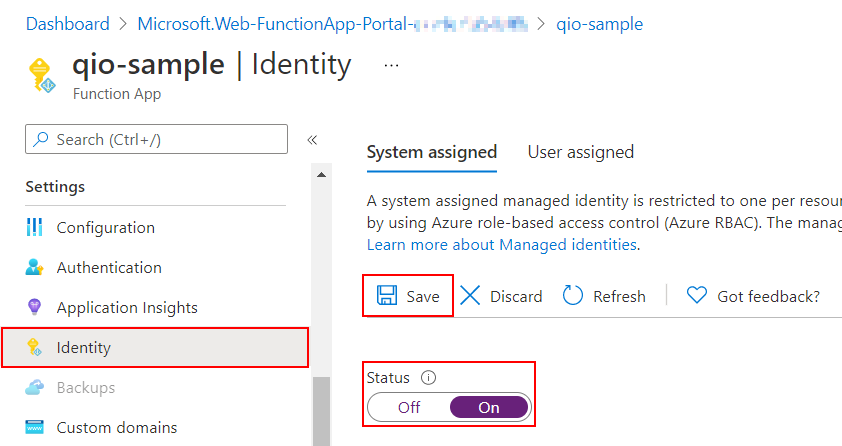 Dashboard > Microsoft.Web-FunctionApp-Portal- > qio-sample
qio-sample | Identity ...
Function App
Search (Ctrl+/)
«
System assigned User assigned
Settings
A system assigned managed identity is restricted to one per
by using Azure role-based access control (Azure RBAC). The
Learn more about Managed identities.
Configuration
Authentication
Application Insights
Identity
Backups
Custom domains
Save Discard Refresh Got feedback?
Status
Off On